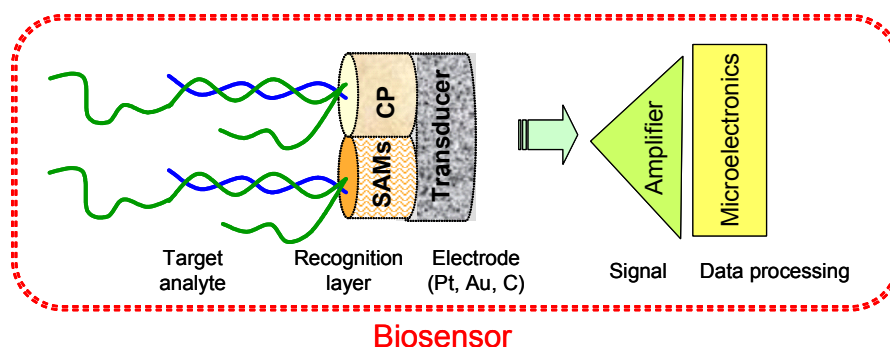 CP
SAMs
Transducer
Amplifier
Microelectronics
Target
analyte
Recognition
layer
Electrode
(Pt, Au, C)
Signal
Data processing
Biosensor